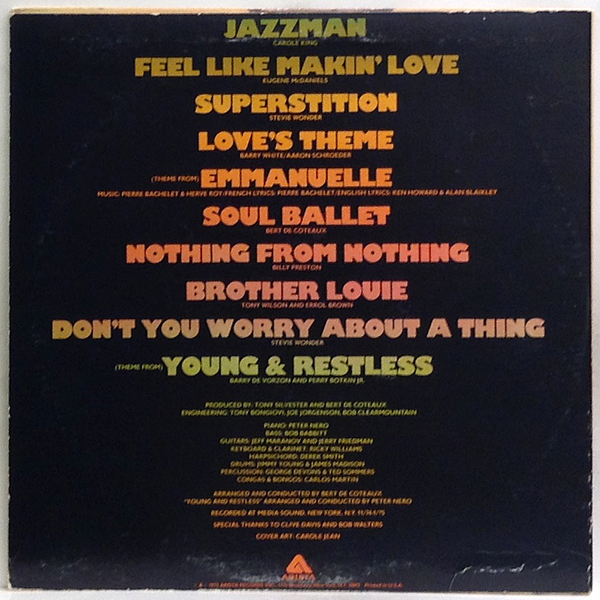 JAZZMAN
CAROLE KING
FEEL LIKE MAKIN' LOVE
EUGENE McDANIELS
SUPERSTITION
STEVIE WONDER
LOVE'S THEME
BARRY WHITE/AARON SCHROEDER
(THEME FROM) EMMANUELLE
MUSIC: PIERRE BACHELET & HERVE ROY/FRENCH LYRICS: PIERRE BACHELET/ENGLISH LYRICS: KEN HOWARD & ALAN BLAIKLEY
SOUL BALLET
BERT DE COTEAUX
NOTHING FROM NOTHING
BILLY PRESTON
BROTHER LOUIE
TONY WILSON AND ERROL BROWN
DON'T YOU WORRY ABOUT A THING
STEVIE WONDER
(THEME FROM) YOUNG & RESTLESS
BARRY DE VORZON AND PERRY BOTKIN JR.
PRODUCED BY: TONY SILVESTER AND BERT DE COTEAUX
ENGINEERING: TONY BONGIOVI, JOE JORGENSON, BOB CLEARMOUNTAIN
PIANO: PETER NERO
BASS: BOB BABBITT
GUITARS: JEFF MARANOV AND JERRY FRIEDMAN
KEYBOARD & CLARINET: RICKY WILLIAMS
HARPSICHORD: DEREK SMITH
DRUMS: JIMMY YOUNG & JAMES MADISON
PERCUSSION: GEORGE DEVONS & TED SOMMERS
CONGAS & BONGOS: CARLOS MARTIN
ARRANGED AND CONDUCTED BY BERT DE COTEAUX
"YOUNG AND RESTLESS" ARRANGED AND CONDUCTED BY PETER NERO
RECORDED AT MEDIA SOUND, NEW YORK, N.Y.
SPECIAL THANKS TO CLIVE DAVIS AND BOB WALTERS
COVER ART: CAROLE JEAN
ARISTA
1975 ARISTA RECORDS INC.